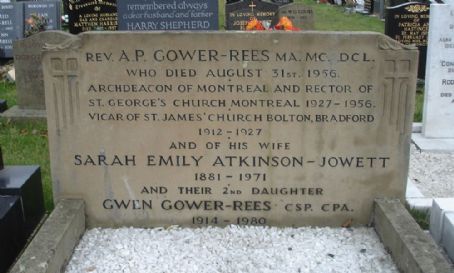 remembered always
a dear husband and father
HARRY SHEPHERD
REV. A.P. GOWER-REES MA. MC. DCL.
WHO DIED AUGUST 31ST. 1956.
ARCHDEACON OF MONTREAL AND RECTOR OF
ST. GEORGE'S CHURCH MONTREAL 1927-1956.
VICAR OF ST. JAMES' CHURCH BOLTON, BRADFORD
1912-1927
AND OF HIS WIFE
SARAH EMILY ATKINSON-JOWETT
1881-1971
AND THEIR 2ND DAUGHTER
GWEN GOWER-REES CSP. CPA.
1914-1980